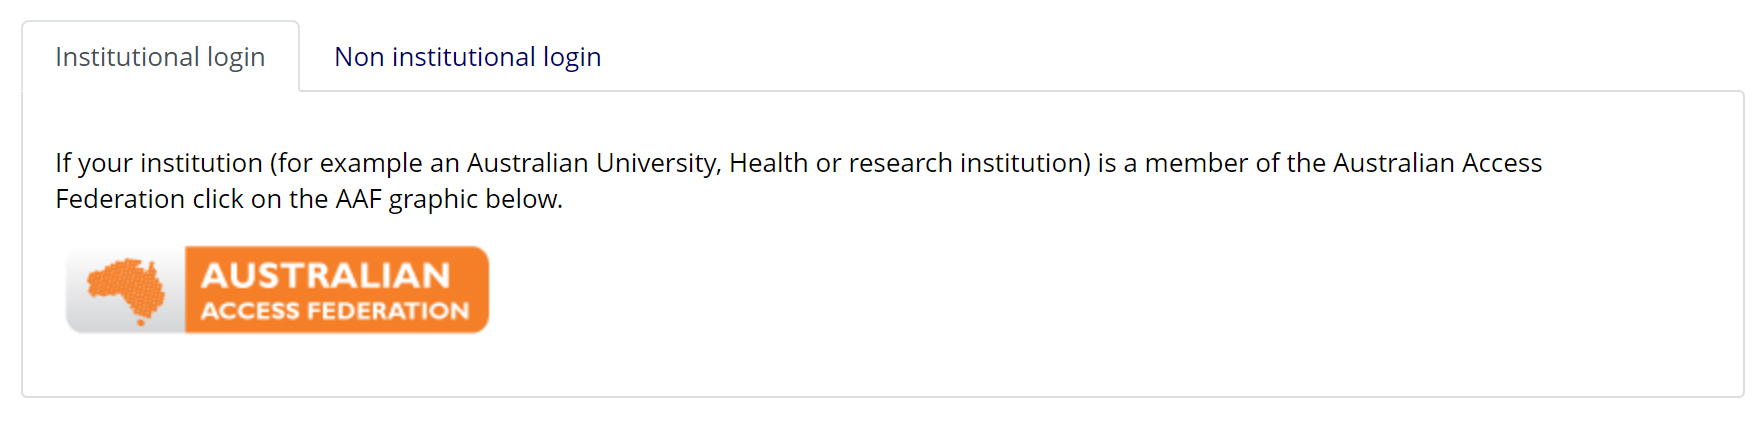 Institutional login
Non institutional login
If your institution (for example an Australian University, Health or research institution) is a member of the Australian Access
Federation click on the AAF graphic below.
AUSTRALIAN
ACCESS FEDERATION